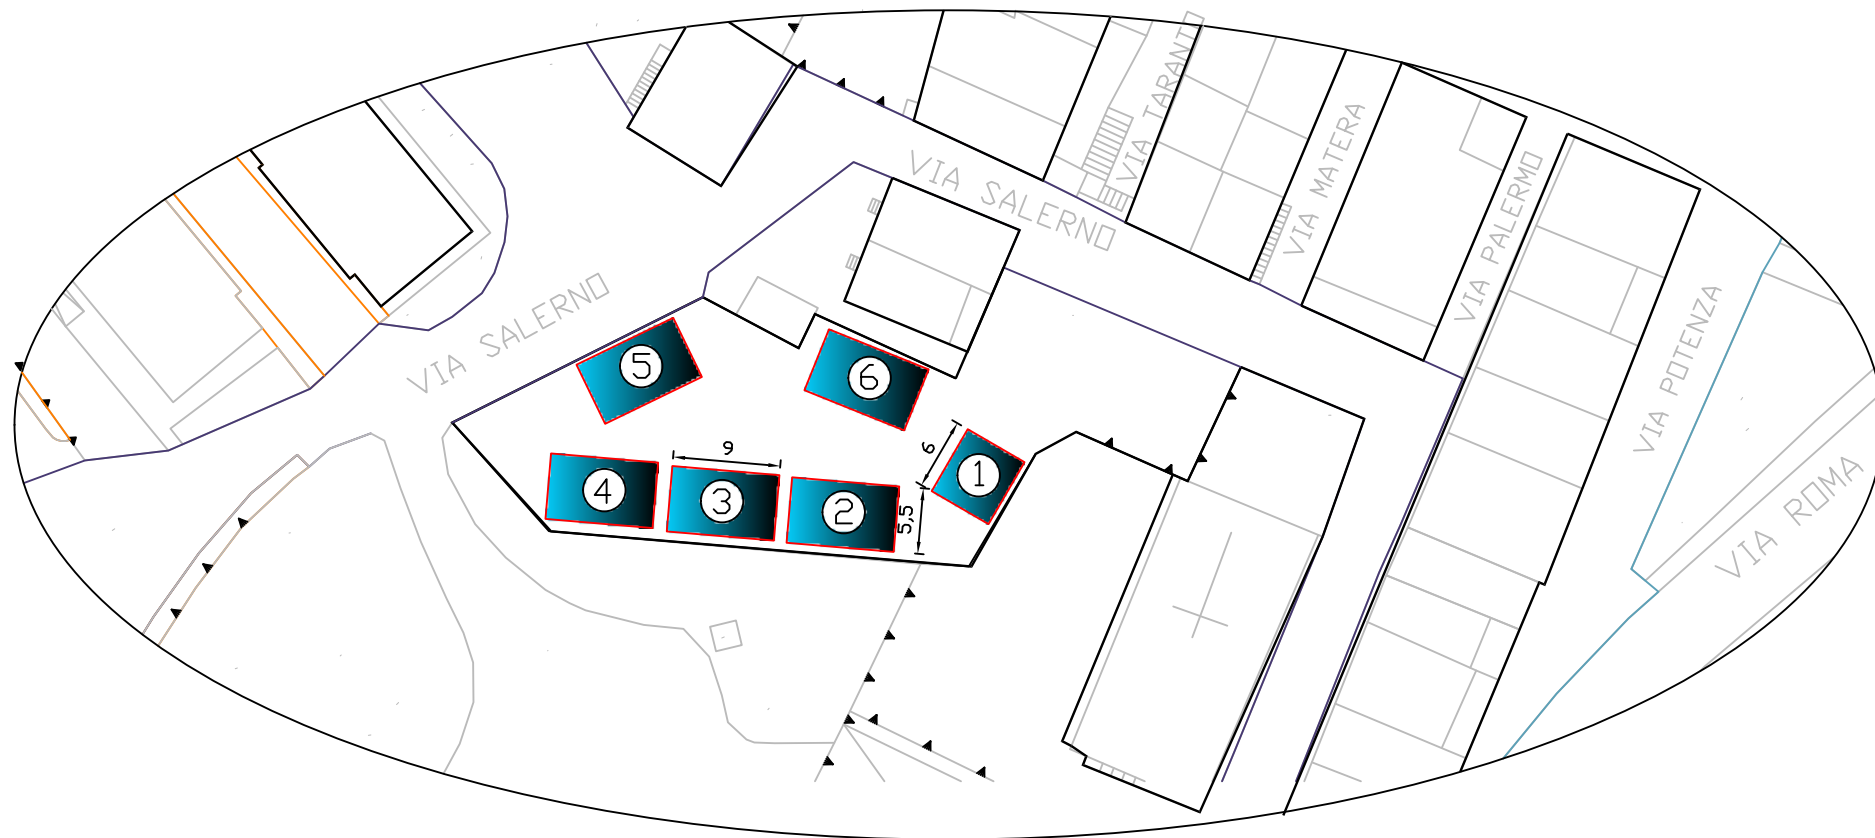 VIA TARANTO
VIA SALERNO
VIA MATERA
VIA PALERMO
VIA SALERNO
VIA POTENZA
5
6
9
6
1
4
3
2
5,5
VIA ROMA